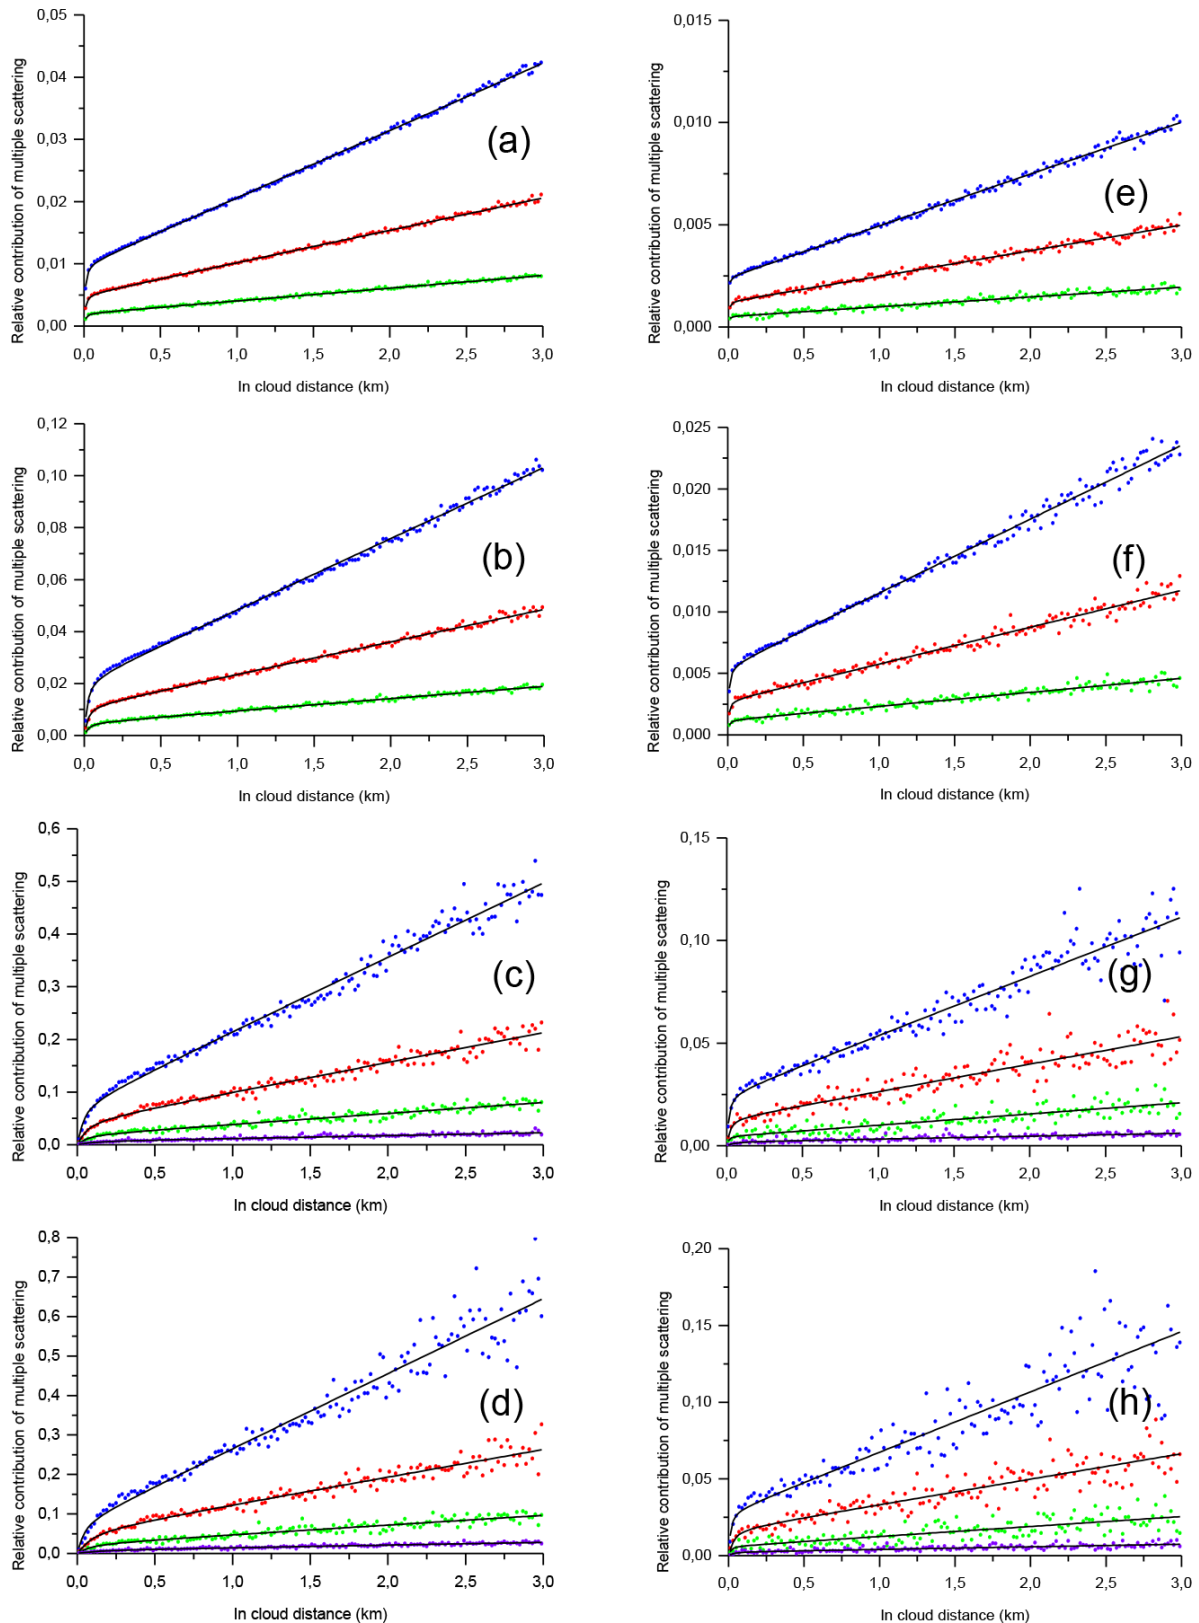 0,05
0,04
0,03
0,02
0,01
0,00
Relative contribution of multiple scattering
(a)
0,0 0,5 1,0 1,5 2,0 2,5 3,0
In cloud distance (km)
0,015
0,010
0,005
0,000
Relative contribution of multiple scattering
(e)
0,0 0,5 1,0 1,5 2,0 2,5 3,0
In cloud distance (km)
0,12
0,10
0,08
0,06
0,04
0,02
0,00
Relative contribution of multiple scattering
(b)
0,0 0,5 1,0 1,5 2,0 2,5 3,0
In cloud distance (km)
0,025
0,020
0,015
0,010
0,005
0,000
Relative contribution of multiple scattering
(f)
0,0 0,5 1,0 1,5 2,0 2,5 3,0
In cloud distance (km)
0,6
0,5
0,4
0,3
0,2
0,1
0,0
Relative contribution of multiple scattering
(c)
0,0 0,5 1,0 1,5 2,0 2,5 3,0
In cloud distance (km)
0,15
0,10
0,05
0,00
Relative contribution of multiple scattering
(g)
0,0 0,5 1,0 1,5 2,0 2,5 3,0
In cloud distance (km)
0,8
0,7
0,6
0,5
0,4
0,3
0,2
0,1
0,0
Relative contribution of multiple scattering
(d)
0,0 0,5 1,0 1,5 2,0 2,5 3,0
In cloud distance (km)
0,20
0,15
0,10
0,05
0,00
Relative contribution of multiple scattering
(h)
0,0 0,5 1,0 1,5 2,0 2,5 3,0
In cloud distance (km)